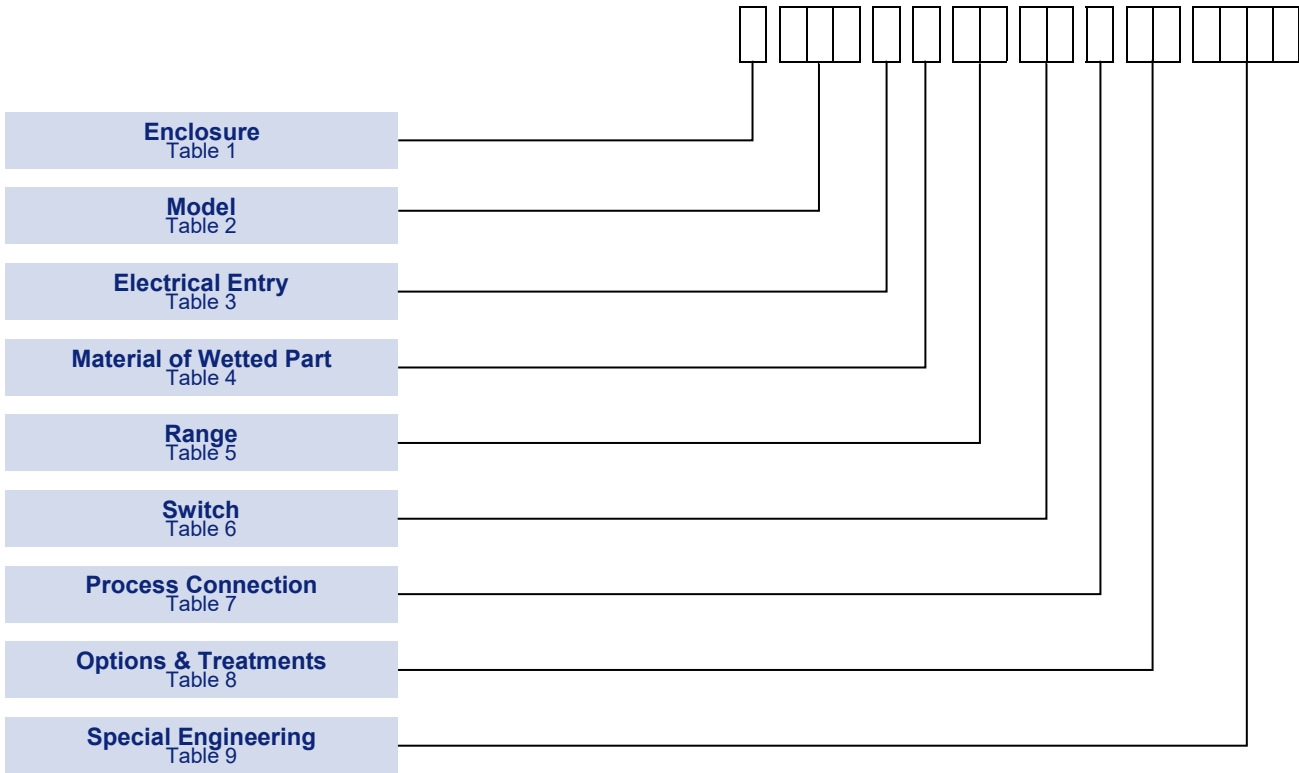 Enclosure
Table 1
Model
Table 2
Electrical Entry
Table 3
Material of Wetted Part
Table 4
Range
Table 5
Switch
Table 6
Process Connection
Table 7
Options & Treatments
Table 8
Special Engineering
Table 9